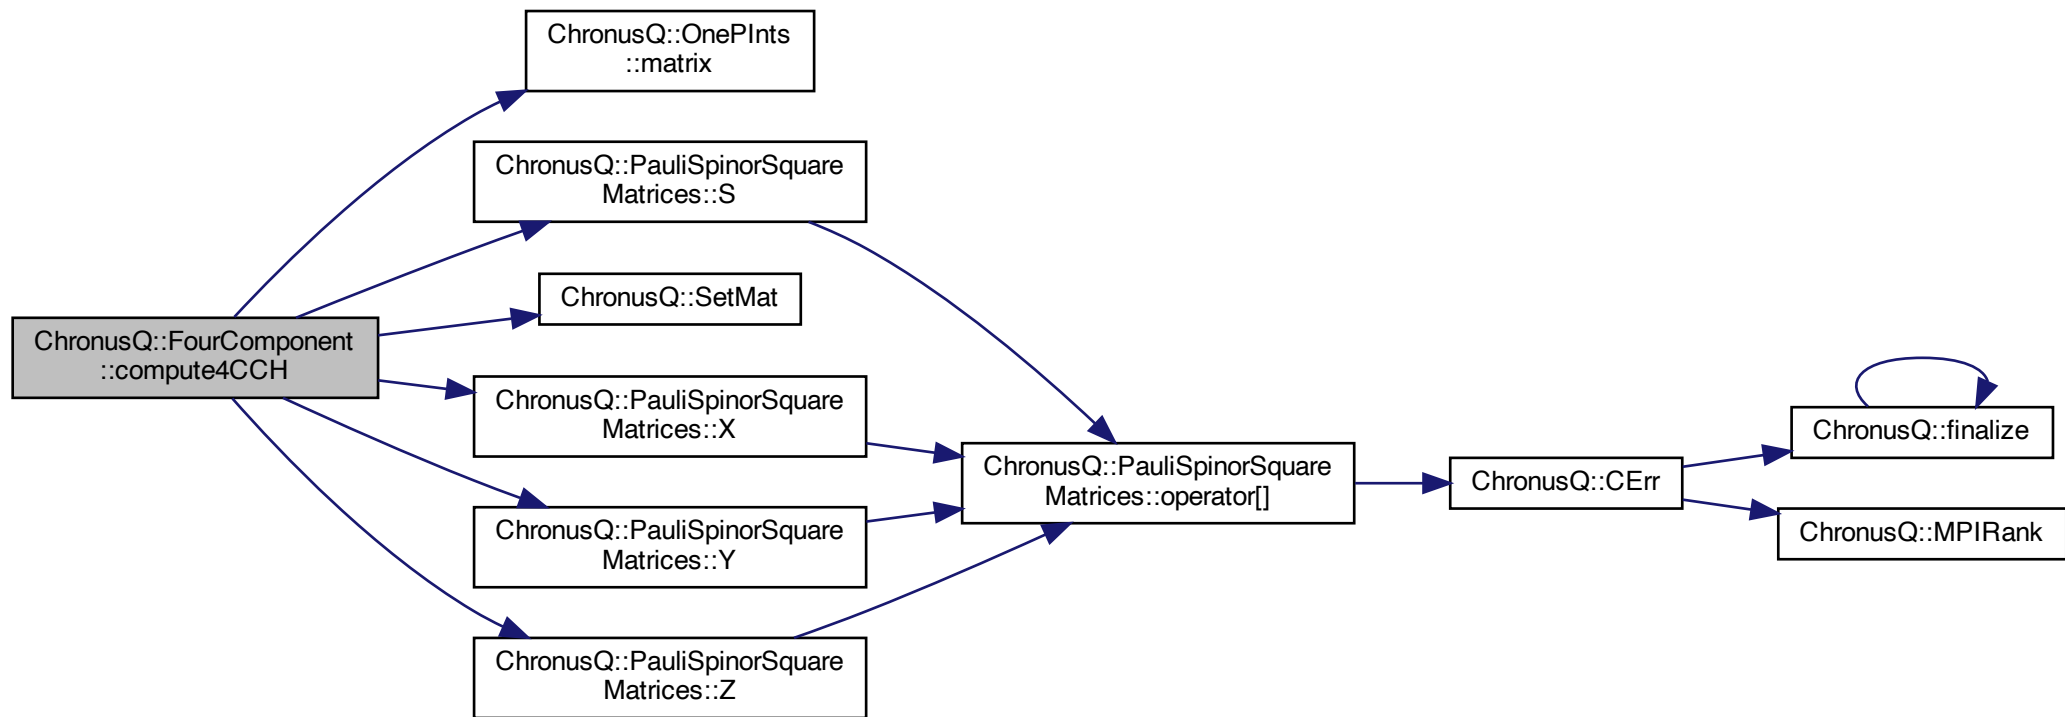 ChronusQ::OnePInts
::matrix
ChronusQ::PauliSpinorSquare
Matrices::S
ChronusQ::SetMat
ChronusQ::FourComponent
::compute4CCH
ChronusQ::PauliSpinorSquare
Matrices::X
ChronusQ::PauliSpinorSquare
Matrices::Y
ChronusQ::PauliSpinorSquare
Matrices::Z
ChronusQ::PauliSpinorSquare
Matrices::operator[]
ChronusQ::CErr
ChronusQ::finalize
ChronusQ::MPIRank